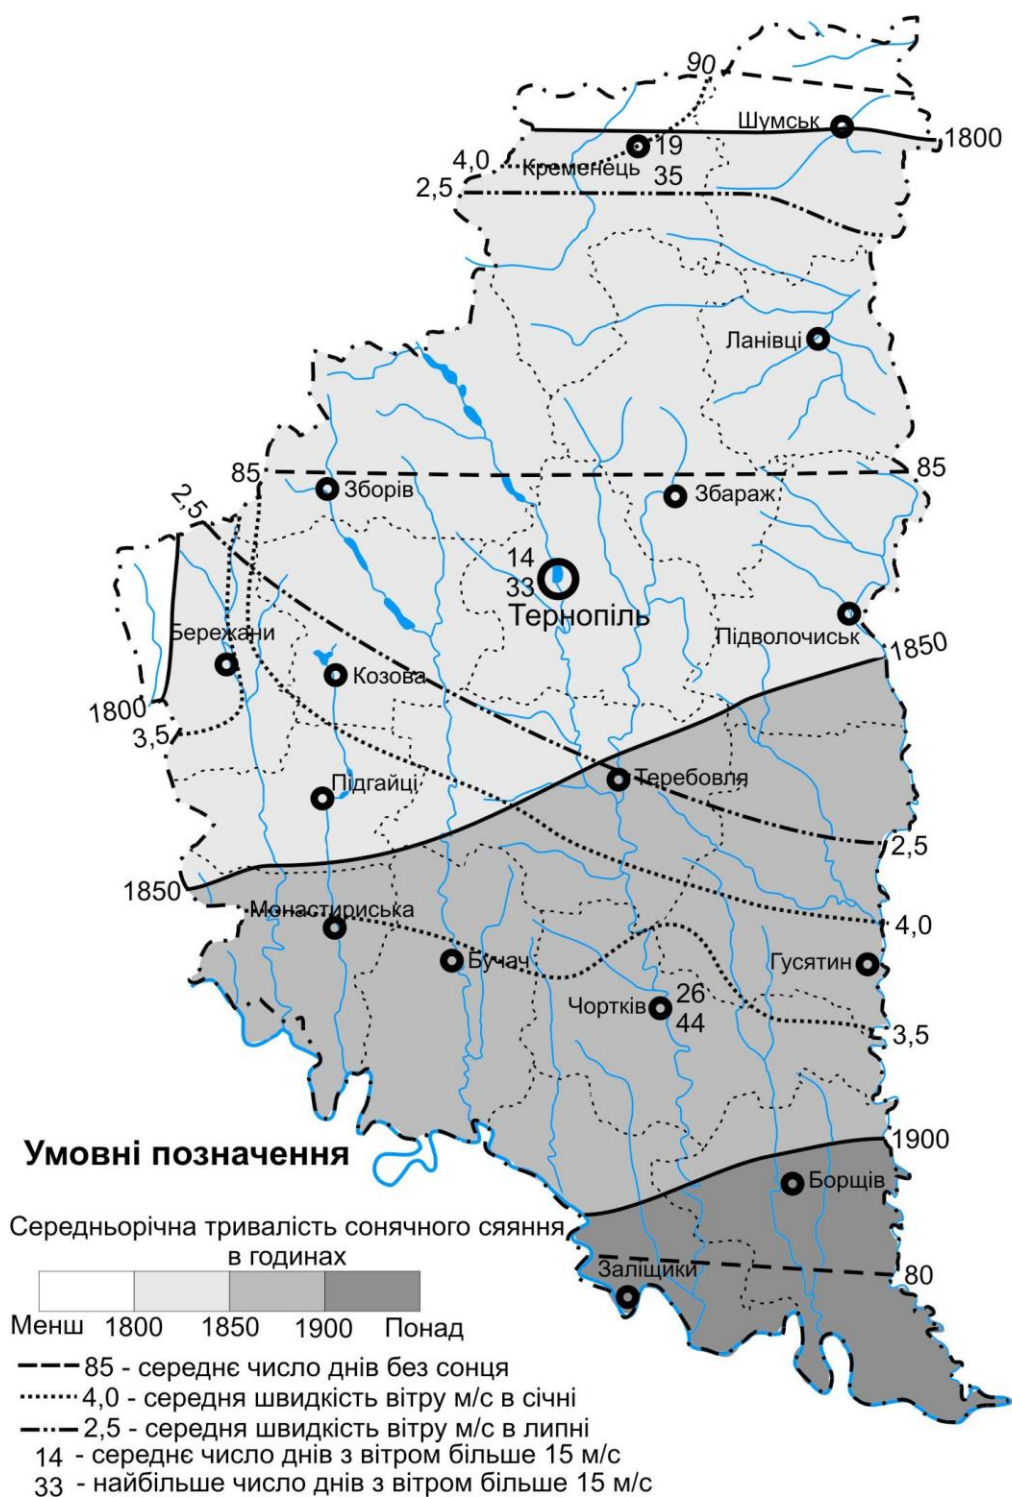 90
Шумськ
1800
19
Кременець
35
4,0
2,5
Ланівці
85
85
Зборів
Збараж
2,5
14
33
Тернопіль
Підволочиськ
1850
Бережани
Козова
1800
3,5
Підгайці
Теребовля
2,5
1850
Монастириська
4,0
Бучач
Гусятин
Чортків
26
44
3,5
1900
Борщів
Заліщики
80
Умовні позначення
Середньорічна тривалість сонячного сяяння
в годинах
Менш 1800 1850 1900 Понад
85 - середнє число днів без сонця
4,0 - середня швидкість вітру м/с в січні
2,5 - середня швидкість вітру м/с в липні
14 - середнє число днів з вітром більше 15 м/с
33 - найбільше число днів з вітром більше 15 м/с